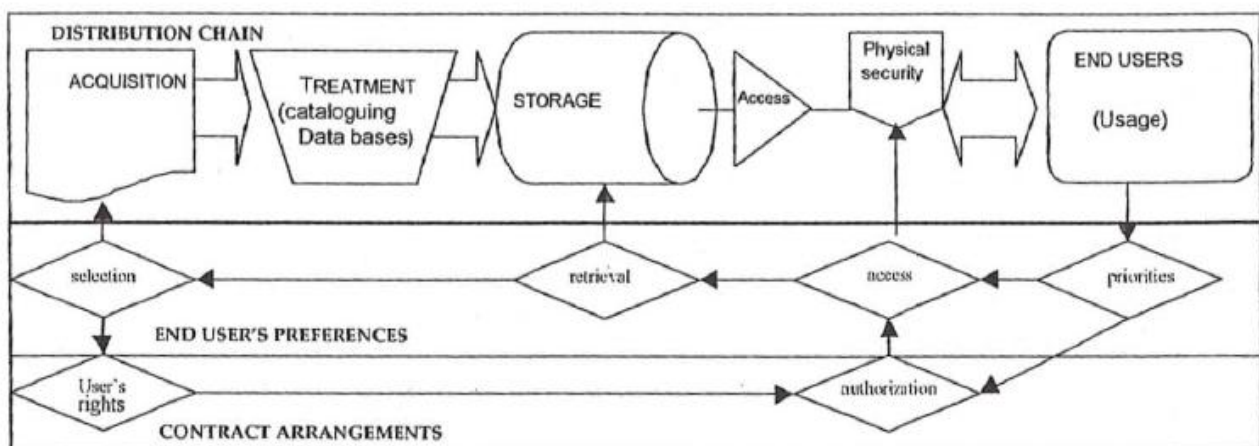 DISTRIBUTION CHAIN
ACQUISITION
TREATMENT
(cataloguing
Data bases)
STORAGE
Access
Physical
security
END USERS
(Usage)
selection
retrieval
access
priorities
END USER'S PREFERENCES
User's
rights
authorization
CONTRACT ARRANGEMENTS